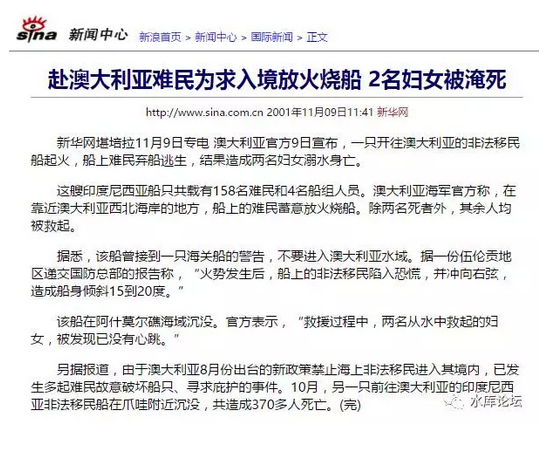 sina 新闻中心 新浪首页 > 新闻中心 > 国际新闻 > 正文
赴澳大利亚难民为求入境放火烧船 2名妇女被淹死
http://www.sina.com.cn 2001年11月09日11:41 新华网
新华网堪培拉11月9日专电 澳大利亚官方9日宣布，一只开往澳大利亚的非法移民
船起火，船上难民弃船逃生，结果造成两名妇女溺水身亡。
这艘印度尼西亚船只共载有158名难民和4名船组人员。澳大利亚海军官方称，在
靠近澳大利亚西北海岸的地方，船上的难民蓄意放火烧船。除两名死者外，其余人均
被救起。
据悉，该船曾接到一只海关船的警告，不要进入澳大利亚水域。据一份伍伦贡地
区递交国防总部的报告称，“火势发生后，船上的非法移民陷入恐慌，并冲向右弦，
造成船身倾斜15到20度。”
该船在阿什莫尔礁海域沉没。官方表示，“救援过程中，两名从水中救起的妇
女，被发现已没有心跳。”
另据报道，由于澳大利亚8月份出台的新政策禁止海上非法移民进入其境内，已发
生多起难民故意破坏船只、寻求庇护的事件。10月，另一只前往澳大利亚的印度尼西
亚非法移民船在爪哇附近沉没，共造成370多人死亡。(完)
水库论坛